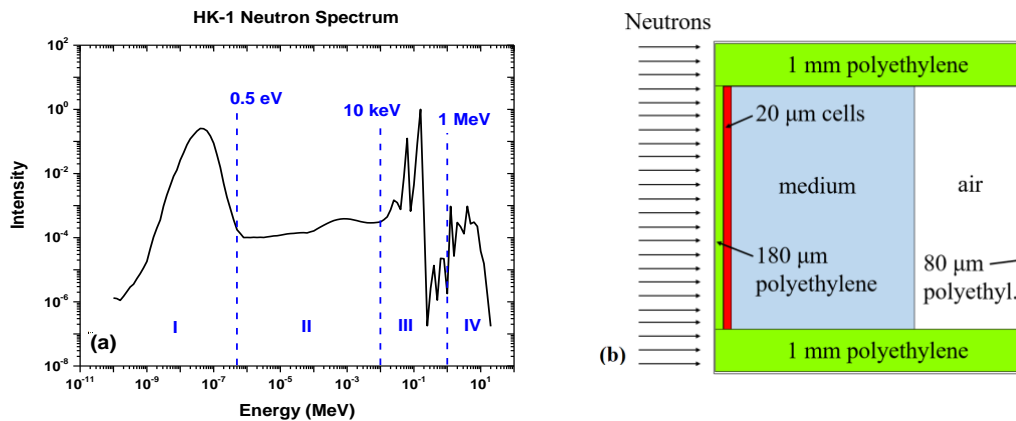 HK-1 Neutron Spectrum
10^2
10^0
10^-2
10^-4
10^-6
10^-8
Intensity
0.5 eV
10 keV
1 MeV
I
II
III
IV
(a)
10^-11
10^-9
10^-7
10^-5
10^-3
10^-1
10^1
Energy (MeV)
Neutrons
(b)
1 mm polyethylene
20 μm cells
medium
air
180 μm
polyethylene
80 μm
polyethyl.
1 mm polyethylene
(b)